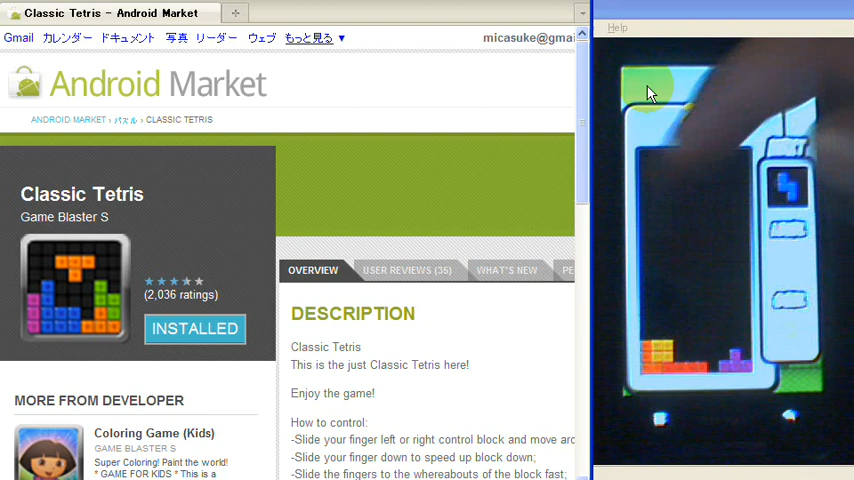 Classic Tetris - Android Market
Gmail カレンダー ドキュメント 写真 リーダー ウェブ もっと見る ▼
micasuke@gmai
Help
Android Market
ANDROID MARKET › パズル › CLASSIC TETRIS
Classic Tetris
Game Blaster S
(2,036 ratings)
INSTALLED
OVERVIEW
USER REVIEWS (35)
WHAT'S NEW
PE
DESCRIPTION
Classic Tetris
This is the just Classic Tetris here!
Enjoy the game!
How to control:
-Slide your finger left or right control block and move aro
-Slide your finger down to speed up block down;
-Slide the fingers to the whereabouts of the block fast;
MORE FROM DEVELOPER
Coloring Game (Kids)
GAME BLASTER S
Super Coloring! Paint the world!
* GAME FOR KIDS * This is a